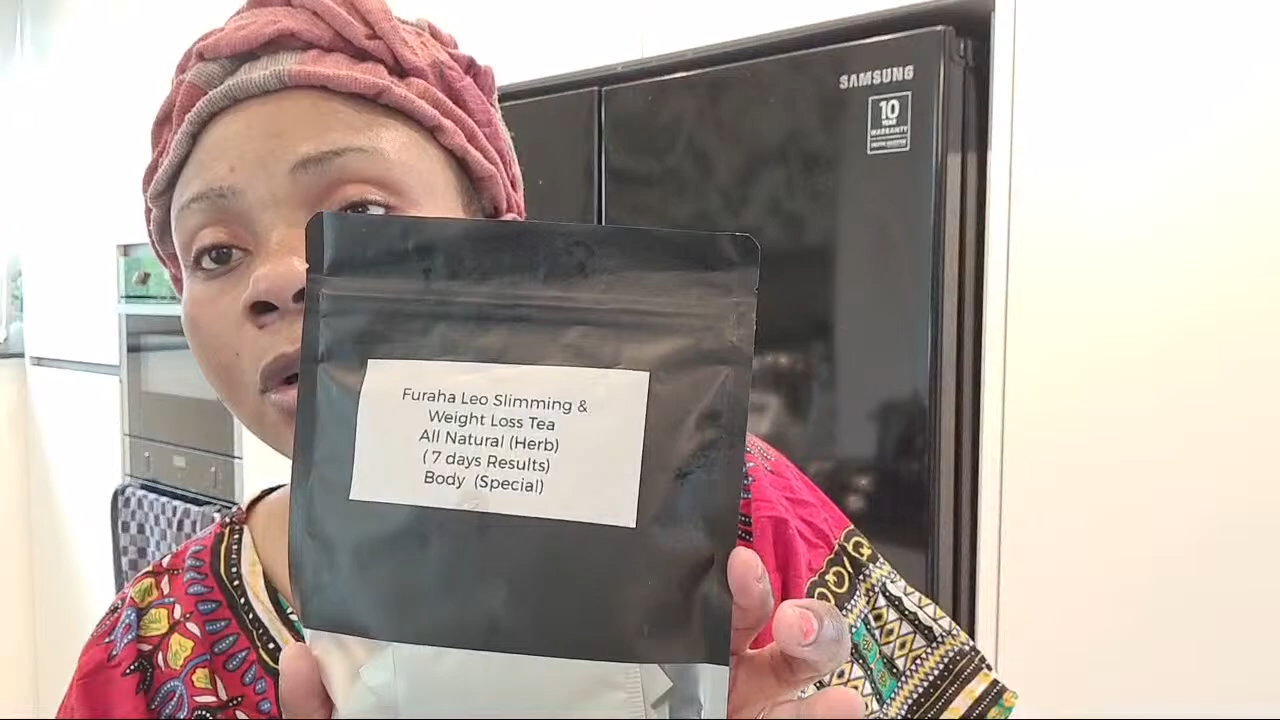 SAMSUNG
10
YEAR
WARRANTY
Furaha Leo Slimming &
Weight Loss Tea
All Natural (Herb)
( 7 days Results)
Body (Special)